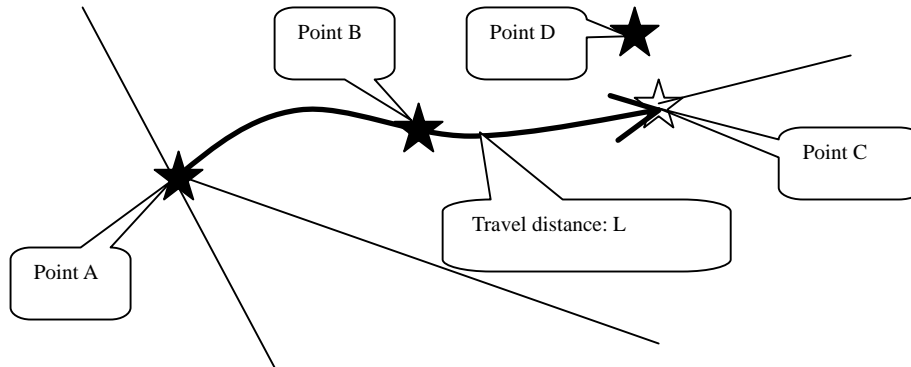 Point B
Point D
Point C
Travel distance: L
Point A